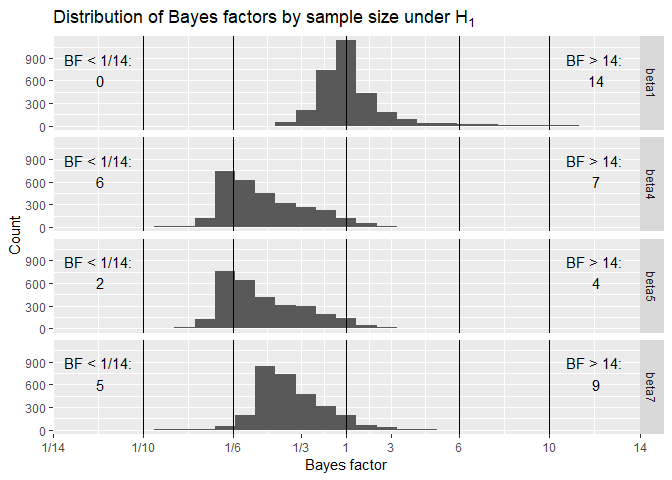 Distribution of Bayes factors by sample size under H₁
BF < 1/14:
0
BF > 14:
14
beta1
900
600
300
0
BF < 1/14:
6
BF > 14:
7
beta4
900
600
300
0
BF < 1/14:
2
BF > 14:
4
beta5
900
600
300
0
BF < 1/14:
5
BF > 14:
9
beta7
900
600
300
0
Count
1/14 1/10 1/6 1/3 1 3 6 10 14
Bayes factor